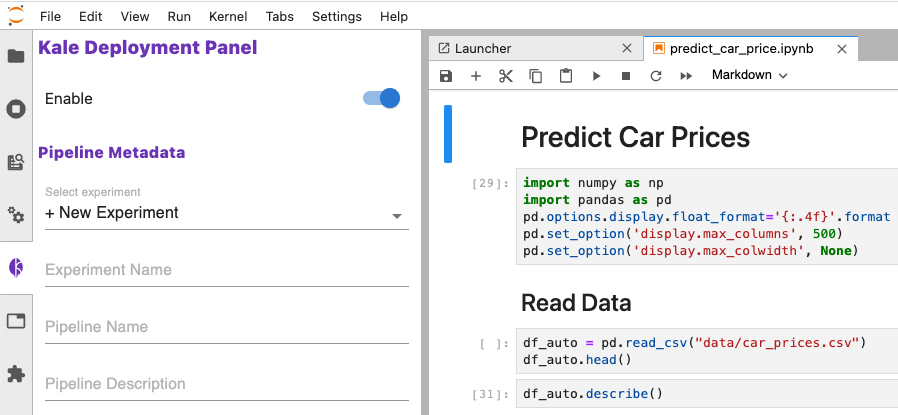 File Edit View Run Kernel Tabs Settings Help
Kale Deployment Panel
Enable
Pipeline Metadata
Select experiment
+ New Experiment
Experiment Name
Pipeline Name
Pipeline Description
Launcher
predict_car_price.ipynb
Markdown
Predict Car Prices
[29]:
import numpy as np
import pandas as pd
pd.options.display.float_format='{:.4f}'.format
pd.set_option('display.max_columns', 500)
pd.set_option('display.max_colwidth', None)
Read Data
[ ]:
df_auto = pd.read_csv("data/car_prices.csv")
df_auto.head()
[31]:
df_auto.describe()